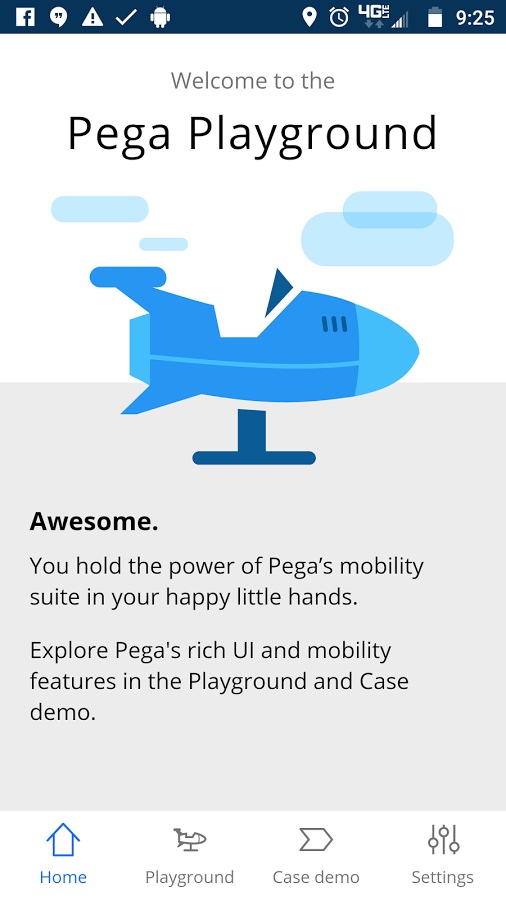 4G LTE 9:25
Welcome to the
Pega Playground
Awesome.
You hold the power of Pega’s mobility
suite in your happy little hands.
Explore Pega's rich UI and mobility
features in the Playground and Case
demo.
Home Playground Case demo Settings